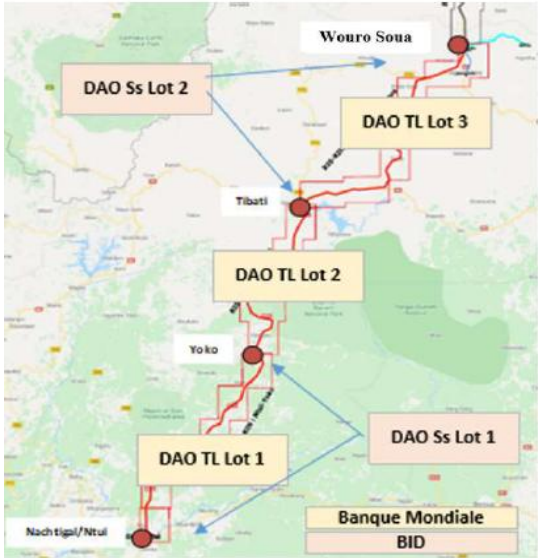 Wouro Soua
DAO Ss Lot 2
DAO TL Lot 3
Tibati
DAO TL Lot 2
Yoko
DAO Ss Lot 1
DAO TL Lot 1
Nachtigal/Ntui
Banque Mondiale
BID